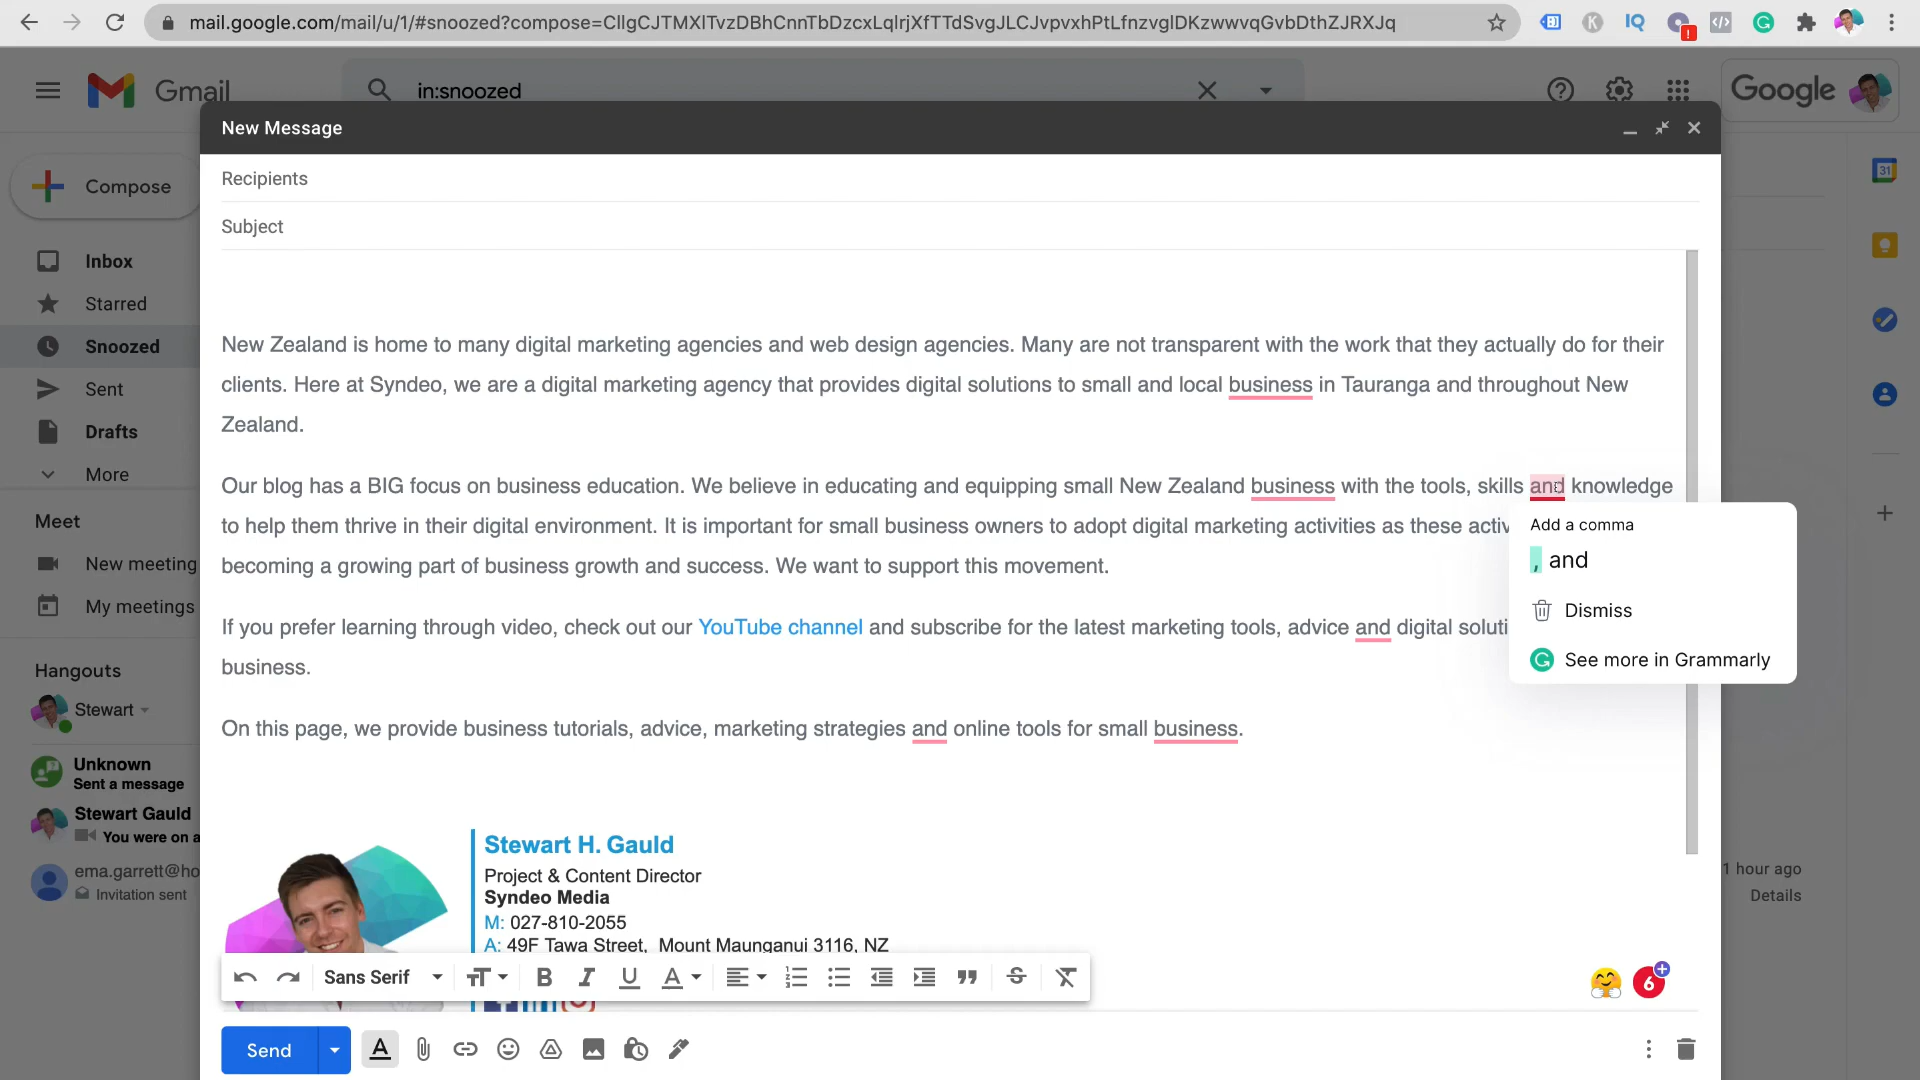 mail.google.com/mail/u/1/#snoozed?compose=CllgCJTMXlTvzDBhCnnTbDzcxLqlrjXfTTdSvgJLCJvpvxhPtLfnzvglDKzwwvqGvbDthZJRXJq
Gmail
in:snoozed
Google
New Message
Recipients
Subject
Compose
Inbox
Starred
Snoozed
Sent
Drafts
More
Meet
New meeting
My meetings
Hangouts
Stewart
Unknown
Sent a message
Stewart Gauld
You were on a
ema.garrett@ho
Invitation sent
New Zealand is home to many digital marketing agencies and web design agencies. Many are not transparent with the work that they actually do for their
clients. Here at Syndeo, we are a digital marketing agency that provides digital solutions to small and local business in Tauranga and throughout New
Zealand.
Our blog has a BIG focus on business education. We believe in educating and equipping small New Zealand business with the tools, skills and knowledge
to help them thrive in their digital environment. It is important for small business owners to adopt digital marketing activities as these activ
becoming a growing part of business growth and success. We want to support this movement.
If you prefer learning through video, check out our YouTube channel and subscribe for the latest marketing tools, advice and digital soluti
business.
On this page, we provide business tutorials, advice, marketing strategies and online tools for small business.
Add a comma
, and
Dismiss
See more in Grammarly
Stewart H. Gauld
Project & Content Director
Syndeo Media
M: 027-810-2055
A: 49F Tawa Street, Mount Maunganui 3116, NZ
1 hour ago
Details
Sans Serif
6
Send
31